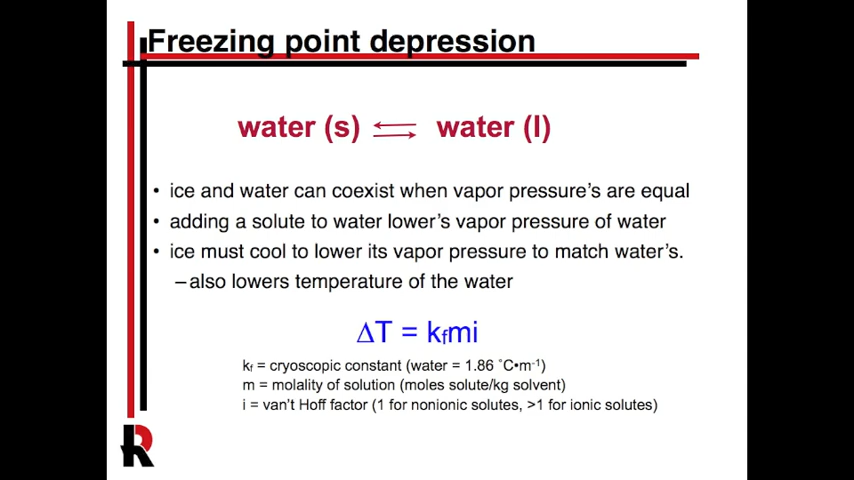 Freezing point depression
water (s) ⇄ water (l)
• ice and water can coexist when vapor pressure's are equal
• adding a solute to water lower's vapor pressure of water
• ice must cool to lower its vapor pressure to match water's.
– also lowers temperature of the water
ΔT = kfmi
kf = cryoscopic constant (water = 1.86 ˚C•m-1)
m = molality of solution (moles solute/kg solvent)
i = van't Hoff factor (1 for nonionic solutes, >1 for ionic solutes)
R